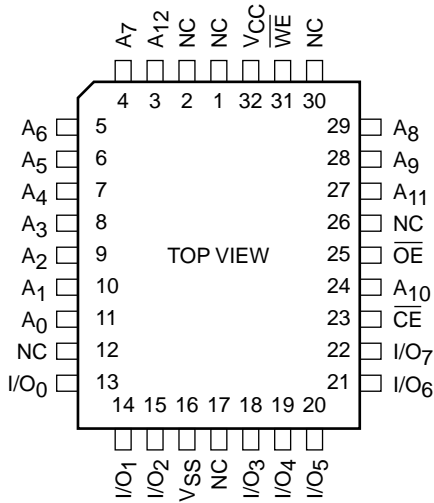 A7 A12 NC NC VCC W̅E̅ NC
4 3 2 1 32 31 30
A6 5 29 A8
A5 6 28 A9
A4 7 27 A11
A3 8 26 NC
A2 9 TOP VIEW 25 O̅E̅
A1 10 24 A10
A0 11 23 C̅E̅
NC 12 22 I/O7
I/O0 13 21 I/O6
14 15 16 17 18 19 20
I/O1 I/O2 VSS NC I/O3 I/O4 I/O5